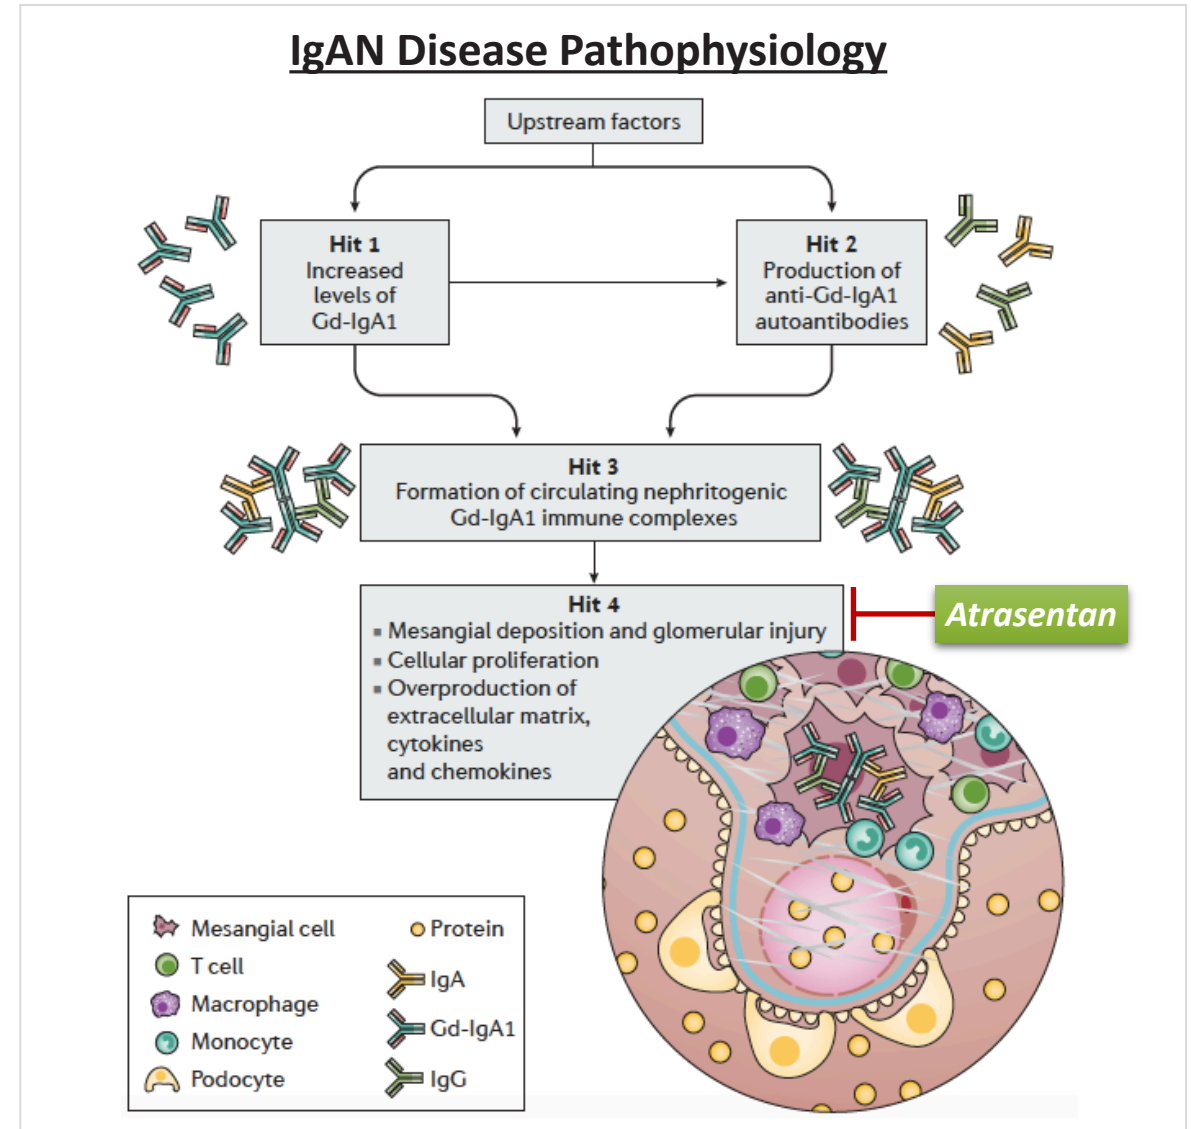 IgAN Disease Pathophysiology
Upstream factors
Hit 1
Increased
levels of
Gd-IgA1
Hit 2
Production of
anti-Gd-IgA1
autoantibodies
Hit 3
Formation of circulating nephritogenic
Gd-IgA1 immune complexes
Hit 4
▪ Mesangial deposition and glomerular injury
▪ Cellular proliferation
▪ Overproduction of
extracellular matrix,
cytokines
and chemokines
Atrasentan
Mesangial cell
T cell
Macrophage
Monocyte
Podocyte
Protein
IgA
Gd-IgA1
IgG